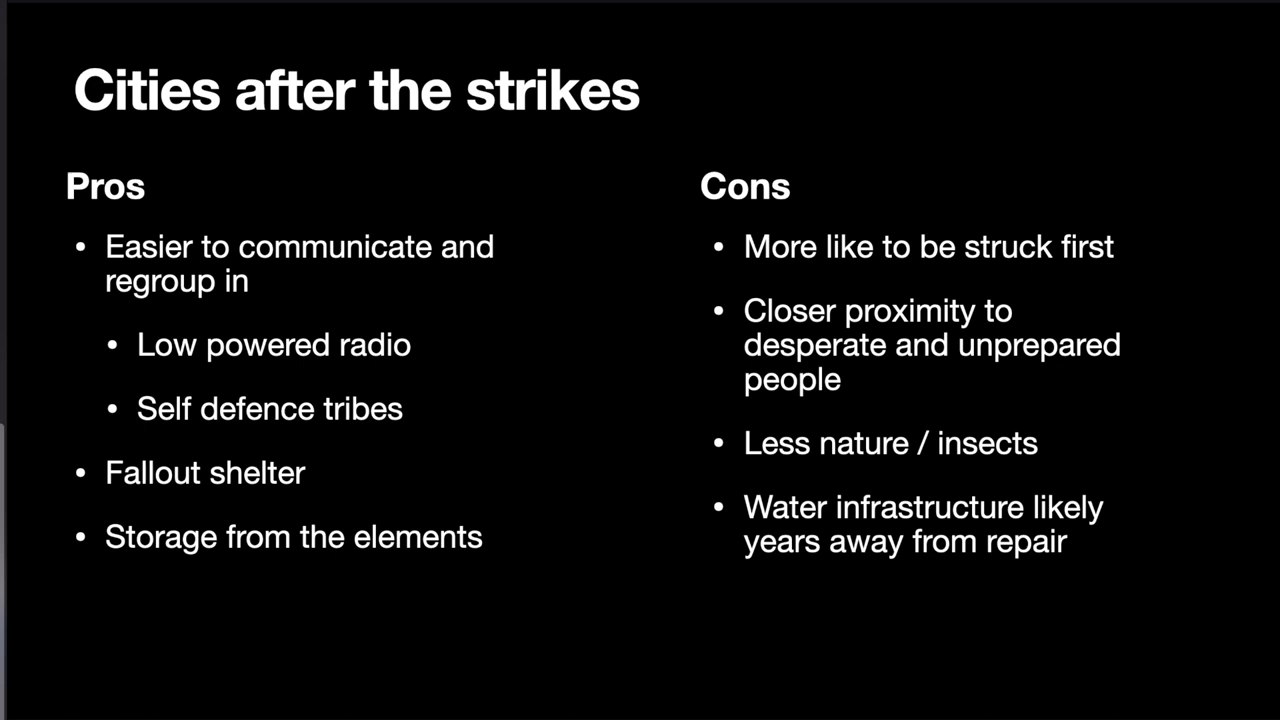 Cities after the strikes
Pros
• Easier to communicate and
regroup in
• Low powered radio
• Self defence tribes
• Fallout shelter
• Storage from the elements
Cons
• More like to be struck first
• Closer proximity to
desperate and unprepared
people
• Less nature / insects
• Water infrastructure likely
years away from repair